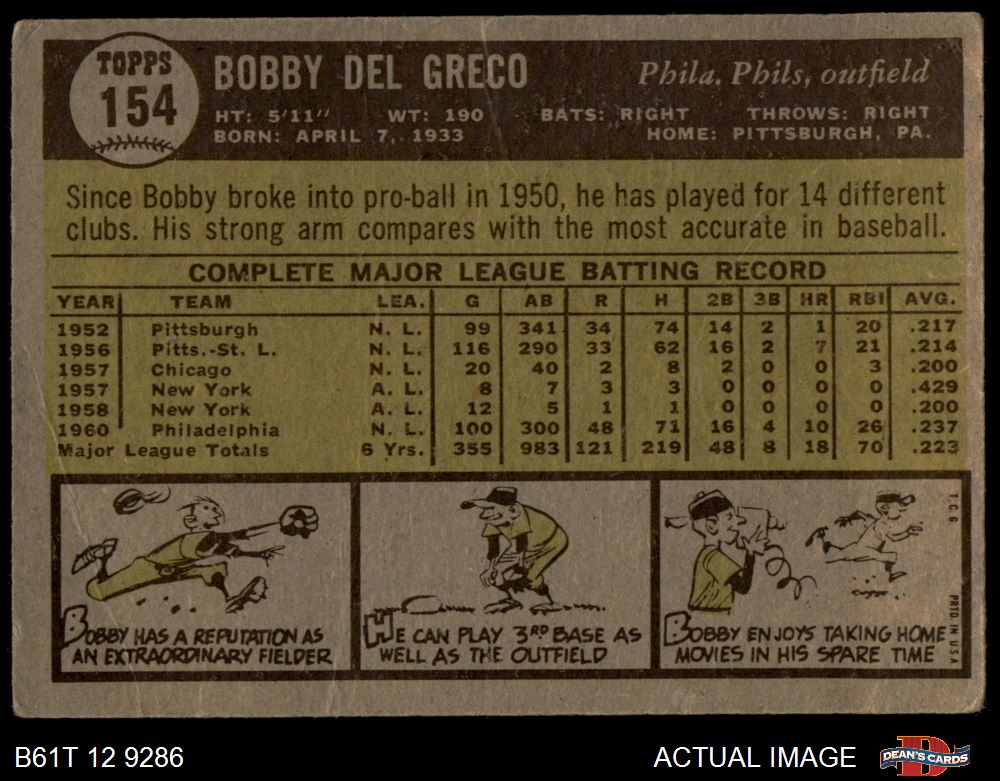 TOPPS
154
BOBBY DEL GRECO
Phila. Phils, outfield
HT: 5'11" WT: 190 BATS: RIGHT THROWS: RIGHT
BORN: APRIL 7, 1933 HOME: PITTSBURGH, PA.
Since Bobby broke into pro-ball in 1950, he has played for 14 different
clubs. His strong arm compares with the most accurate in baseball.
COMPLETE MAJOR LEAGUE BATTING RECORD
YEAR TEAM LEA. G AB R H 2B 3B HR RBI AVG.
1952 Pittsburgh N. L. 99 341 34 74 14 2 1 20 .217
1956 Pitts.-St. L. N. L. 116 290 33 62 16 2 7 21 .214
1957 Chicago N. L. 20 40 2 8 2 0 0 3 .200
1957 New York A. L. 8 7 3 3 0 0 0 0 .429
1958 New York A. L. 12 5 1 1 0 0 0 0 .200
1960 Philadelphia N. L. 100 300 48 71 16 4 10 26 .237
Major League Totals 6 Yrs. 355 983 121 219 48 8 18 70 .223
BOBBY HAS A REPUTATION AS
AN EXTRAORDINARY FIELDER
HE CAN PLAY 3RD BASE AS
WELL AS THE OUTFIELD
BOBBY ENJOYS TAKING HOME
MOVIES IN HIS SPARE TIME
T.C.G
PRTD. IN U.S.A
B61T 12 9286
ACTUAL IMAGE
D
DEAN'S CARDS